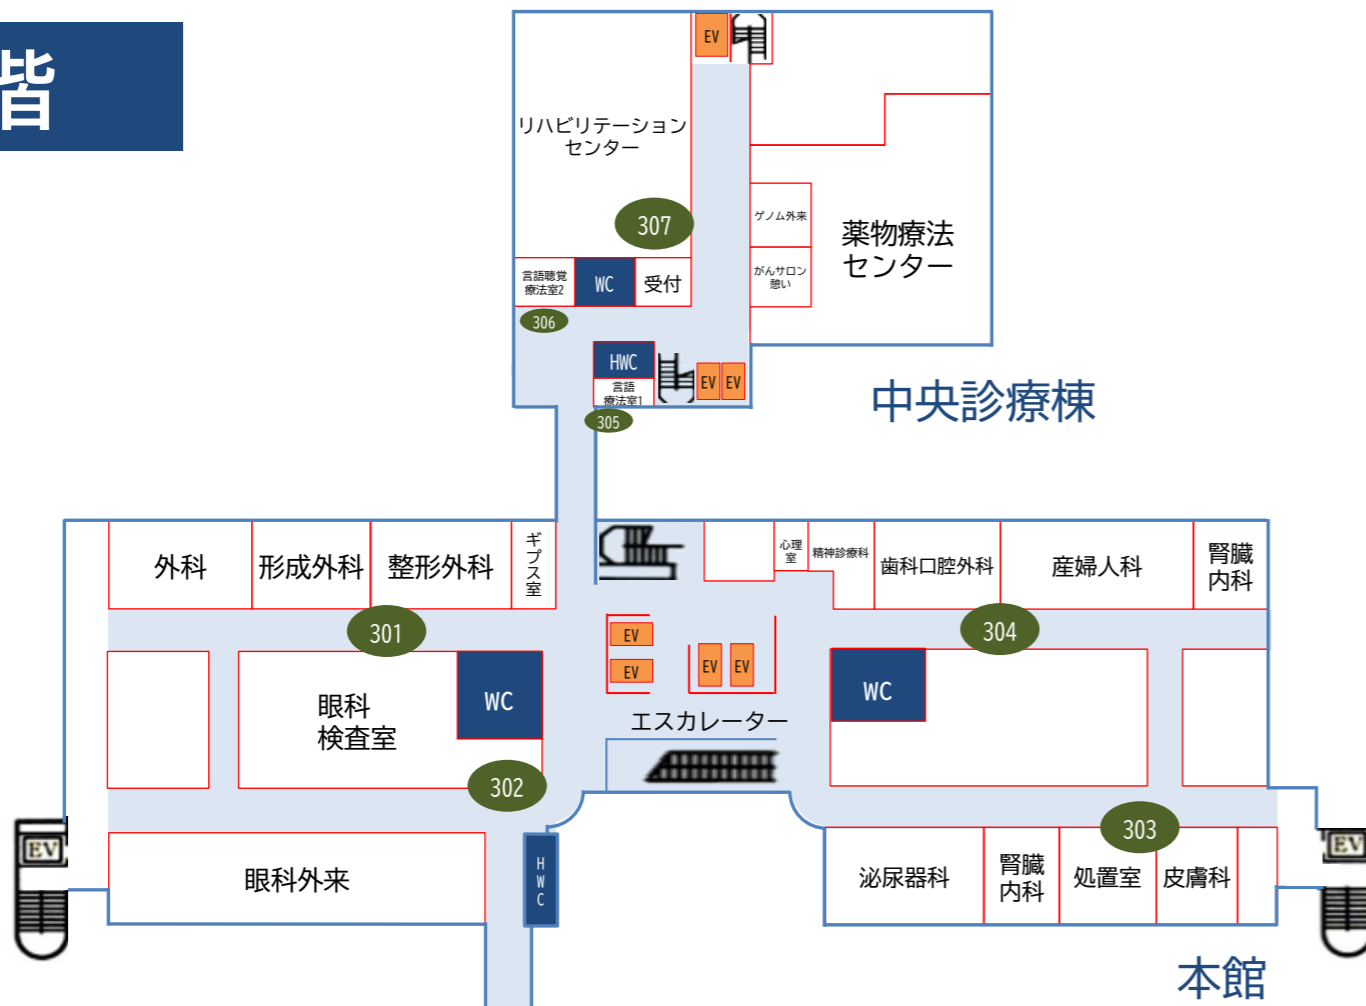 階
EV
リハビリテーション
センター
307
ゲノム外来
薬物療法
センター
がんサロン
憩い
言語聴覚
療法室2
WC
受付
306
HWC
言語
療法室1
EV
EV
305
中央診療棟
外科
形成外科
整形外科
ギプス室
心理
室
精神診療科
歯科口腔外科
産婦人科
腎臓
内科
301
EV
EV
EV
EV
304
眼科
検査室
WC
エスカレーター
WC
302
303
EV
眼科外来
HWC
泌尿器科
腎臓
内科
処置室
皮膚科
EV
本館